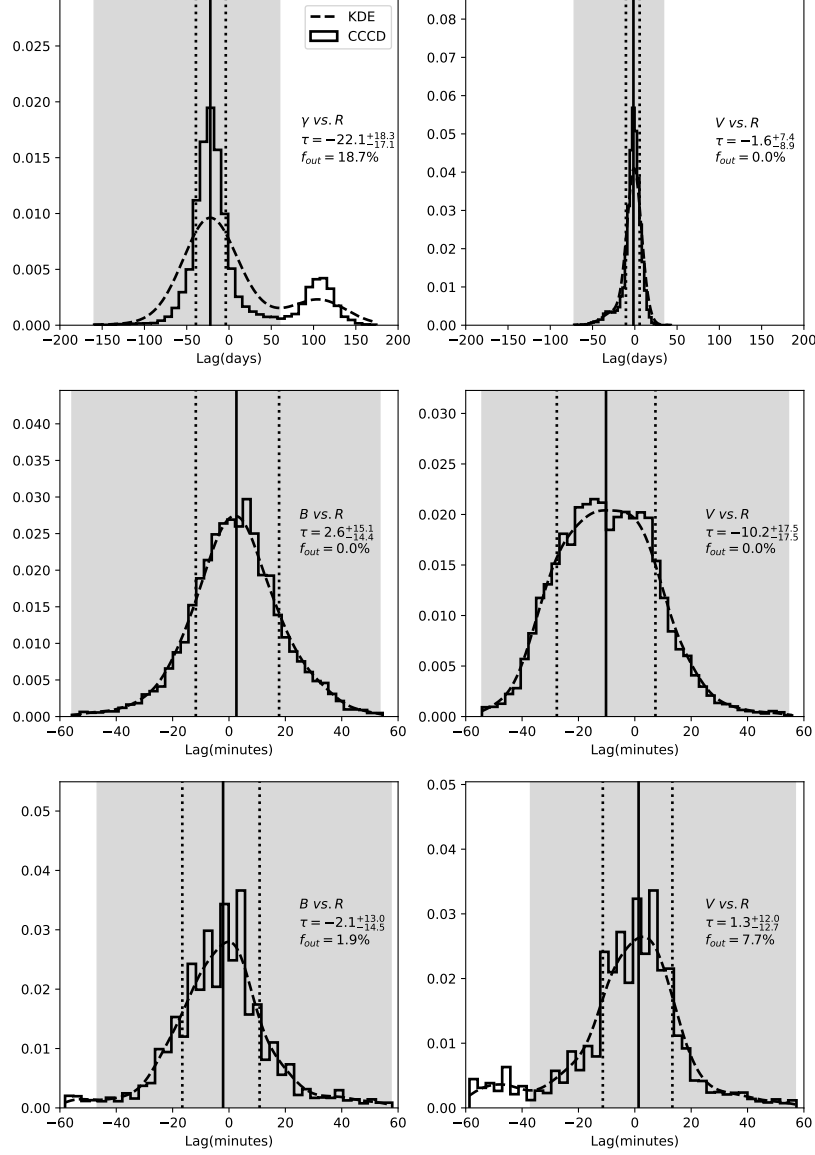 0.025
0.020
0.015
0.010
0.005
0.000
−200 −150 −100 −50 0 50 100 150 200
Lag(days)
KDE
CCCD
γ vs. R
τ = −22.1+18.3−17.1
fout = 18.7%
0.08
0.07
0.06
0.05
0.04
0.03
0.02
0.01
0.00
−200 −150 −100 −50 0 50 100 150 200
Lag(days)
V vs. R
τ = −1.6+7.4−8.9
fout = 0.0%
0.040
0.035
0.030
0.025
0.020
0.015
0.010
0.005
0.000
−60 −40 −20 0 20 40 60
Lag(minutes)
B vs. R
τ = 2.6+15.1−14.4
fout = 0.0%
0.030
0.025
0.020
0.015
0.010
0.005
0.000
−60 −40 −20 0 20 40 60
Lag(minutes)
V vs. R
τ = −10.2+17.5−17.5
fout = 0.0%
0.05
0.04
0.03
0.02
0.01
0.00
−60 −40 −20 0 20 40 60
Lag(minutes)
B vs. R
τ = −2.1+13.0−14.5
fout = 1.9%
0.05
0.04
0.03
0.02
0.01
0.00
−60 −40 −20 0 20 40 60
Lag(minutes)
V vs. R
τ = 1.3+12.0−12.7
fout = 7.7%